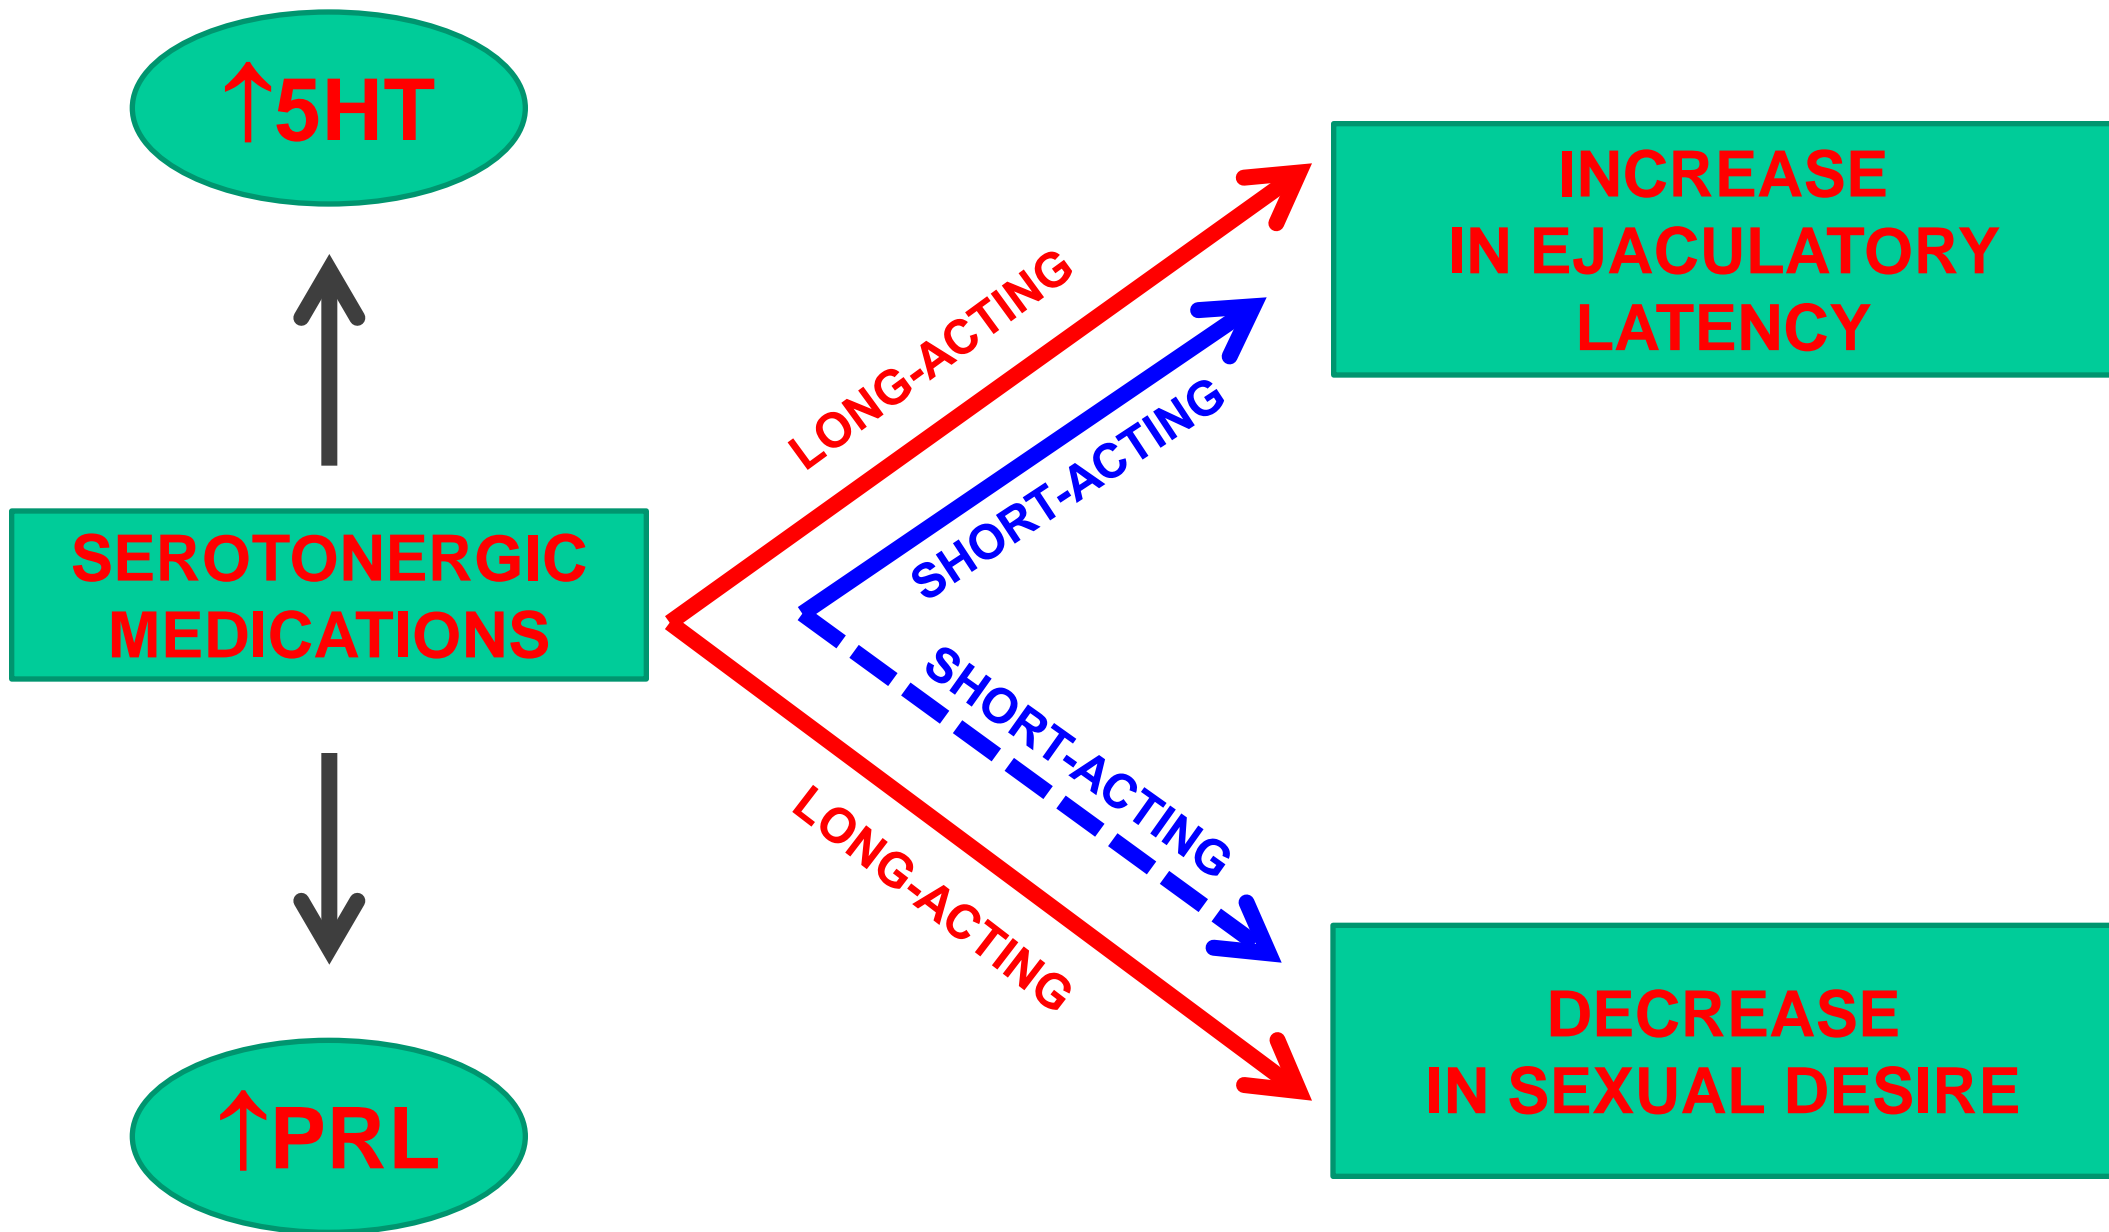 ↑5HT
INCREASE
IN EJACULATORY
LATENCY
LONG-ACTING
SHORT-ACTING
SEROTONERGIC
MEDICATIONS
SHORT-ACTING
LONG-ACTING
DECREASE
IN SEXUAL DESIRE
↑PRL